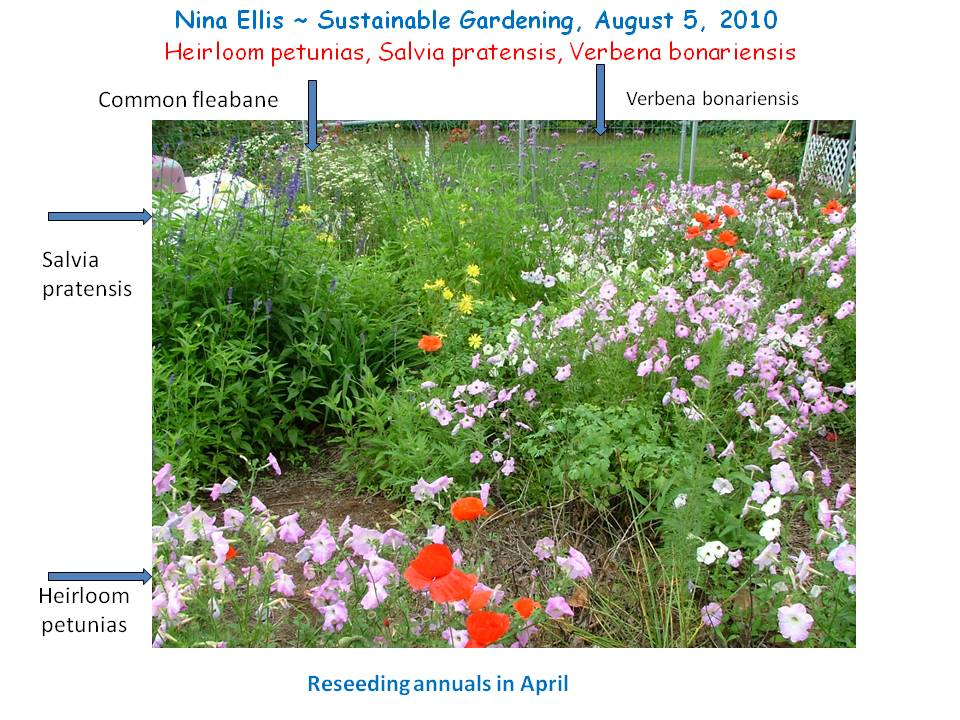 Nina Ellis ~ Sustainable Gardening, August 5, 2010
Heirloom petunias, Salvia pratensis, Verbena bonariensis
Common fleabane
Verbena bonariensis
Salvia
pratensis
Heirloom
petunias
Reseeding annuals in April